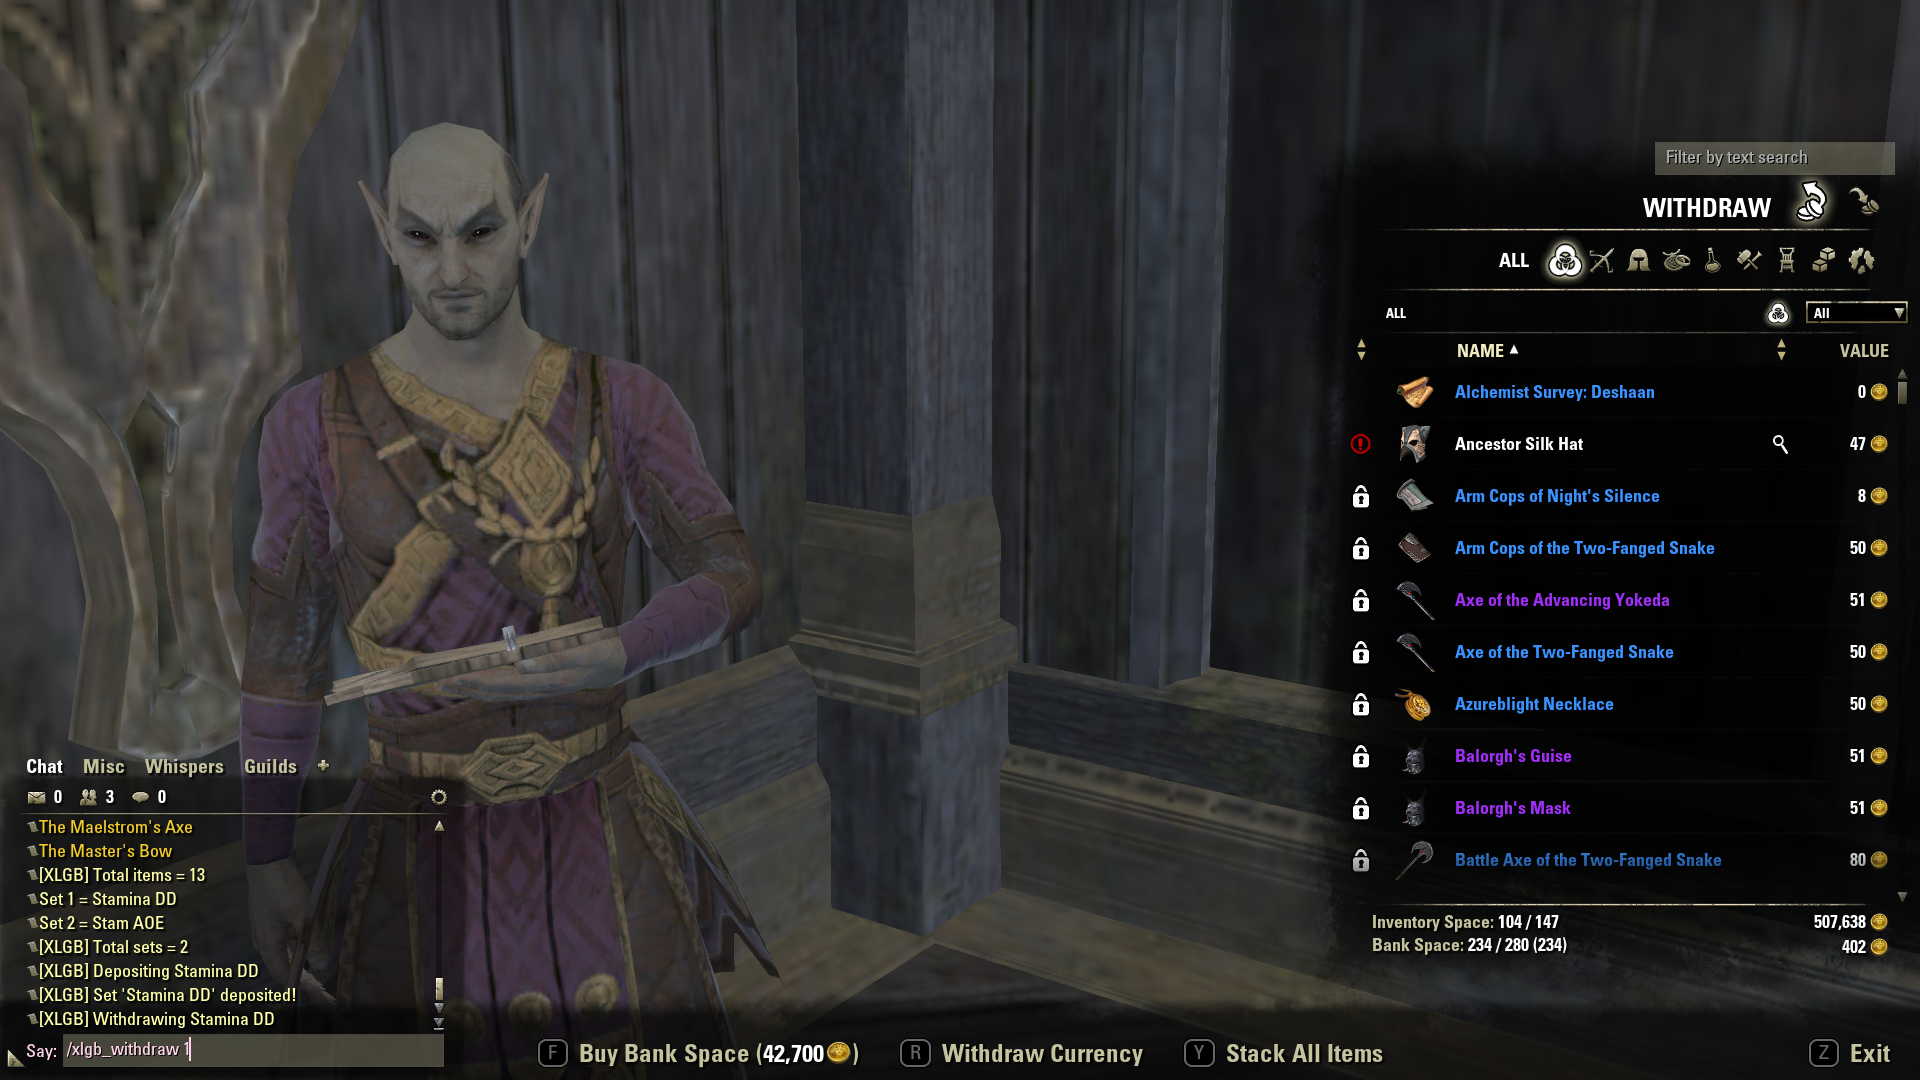 Filter by text search
WITHDRAW
ALL
ALL
All
NAME
VALUE
Alchemist Survey: Deshaan
0
Ancestor Silk Hat
47
Arm Cops of Night's Silence
8
Arm Cops of the Two-Fanged Snake
50
Axe of the Advancing Yokeda
51
Axe of the Two-Fanged Snake
50
Azureblight Necklace
50
Balorgh's Guise
51
Balorgh's Mask
51
Battle Axe of the Two-Fanged Snake
80
Inventory Space: 104 / 147
507,638
Bank Space: 234 / 280 (234)
402
Chat Misc Whispers Guilds +
0 3 0
The Maelstrom's Axe
The Master's Bow
[XLGB] Total items = 13
Set 1 = Stamina DD
Set 2 = Stam AOE
[XLGB] Total sets = 2
[XLGB] Depositing Stamina DD
[XLGB] Set 'Stamina DD' deposited!
[XLGB] Withdrawing Stamina DD
Say: /xlgb_withdraw 1
F Buy Bank Space (42,700)
R Withdraw Currency
Y Stack All Items
Z Exit